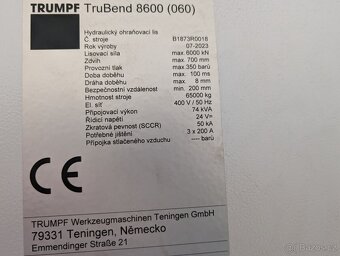 TRUMPF TruBend 8600 (060)
Hydraulický ohraňovací lis
Č. stroje B1873R0018
Rok výroby 07-2023
Lisovací síla max. 6000 kN
Zdvih max. 700 mm
Provozní tlak max. 350 barů
Doba doběhu max. 100 ms
Dráha doběhu max. 8 mm
Bezpečnostní vzdálenost min. 200 mm
Hmotnost stroje 65000 kg
El. síť 400 V / 50 Hz
Připojovací výkon 74 kVA
Řídicí napětí 24 V=
Zkratová pevnost (SCCR) 50 kA
Potřebné jištění 3 x 200 A
Přípojka stlačeného vzduchu ---- barů
CE
TRUMPF Werkzeugmaschinen Teningen GmbH
79331 Teningen, Německo
Emmendinger Straße 21